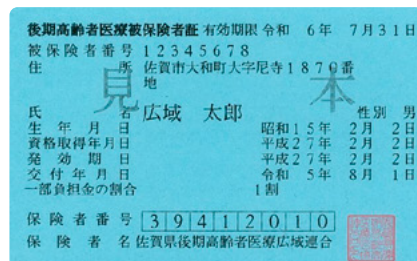 後期高齢者医療被保険者証 有効期限 令和 6年 7月31日
被保険者番号 12345678
住所 佐賀市大和町大字尼寺1870番
地
見本
氏名 広域 太郎 性別 男
生年月日 昭和15年 2月 2日
資格取得年月日 平成27年 2月 2日
発効期日 平成27年 2月 2日
交付年月日 令和 5年 8月 1日
一部負担金の割合 1割
保険者番号 39412010
保険者名 佐賀県後期高齢者医療広域連合